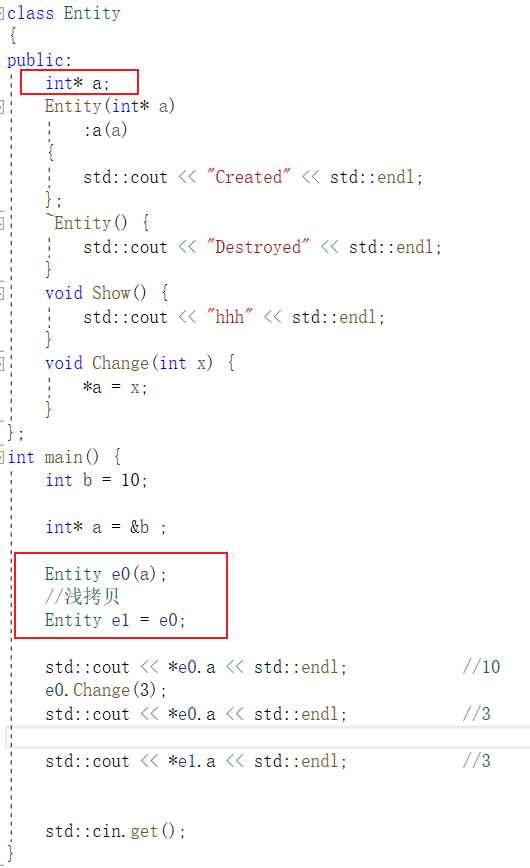 class Entity
{
public:
int* a;
Entity(int* a)
:a(a)
{
std::cout << "Created" << std::endl;
};
~Entity() {
std::cout << "Destroyed" << std::endl;
}
void Show() {
std::cout << "hhh" << std::endl;
}
void Change(int x) {
*a = x;
}
};
int main() {
int b = 10;
int* a = &b ;
Entity e0(a);
//浅拷贝
Entity e1 = e0;
std::cout << *e0.a << std::endl; //10
e0.Change(3);
std::cout << *e0.a << std::endl; //3
std::cout << *e1.a << std::endl; //3
std::cin.get();
}